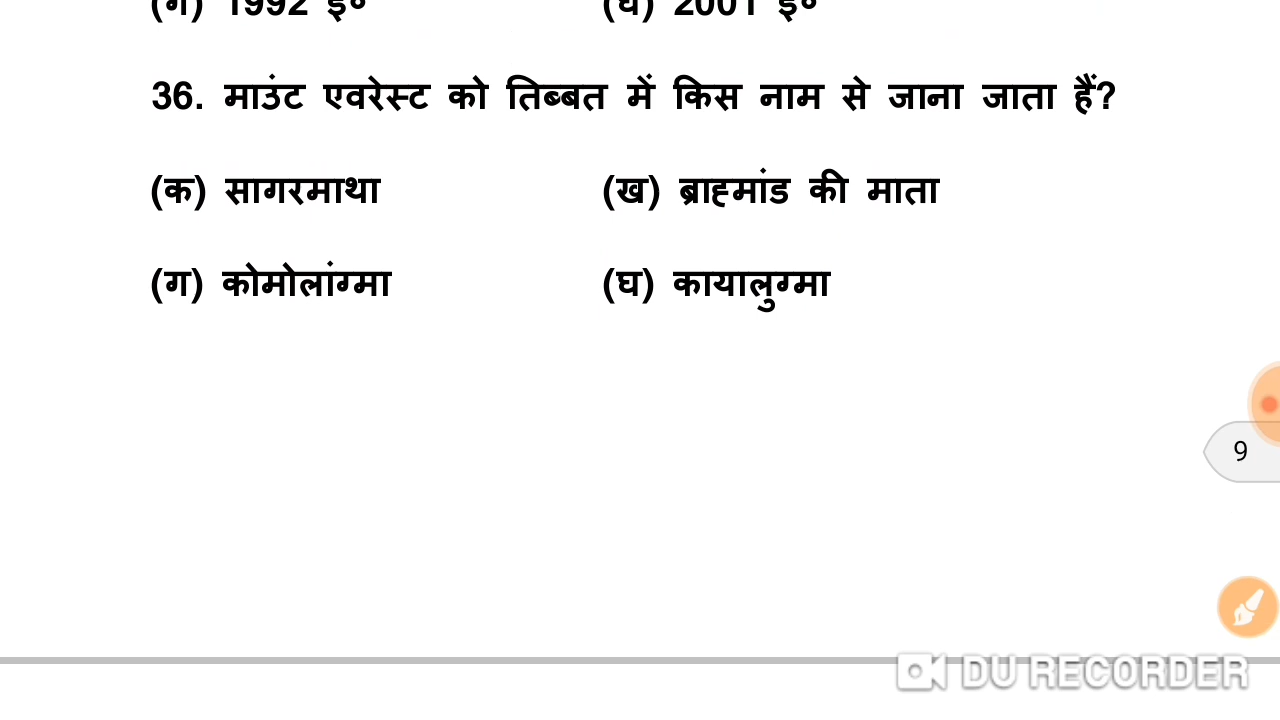 (ग) 1992 ई० (घ) 2001 ई०
36. माउंट एवरेस्ट को तिब्बत में किस नाम से जाना जाता हैं?
(क) सागरमाथा (ख) ब्राह्मांड की माता
(ग) कोमोलांग्मा (घ) कायालुग्मा
9
DU RECORDER